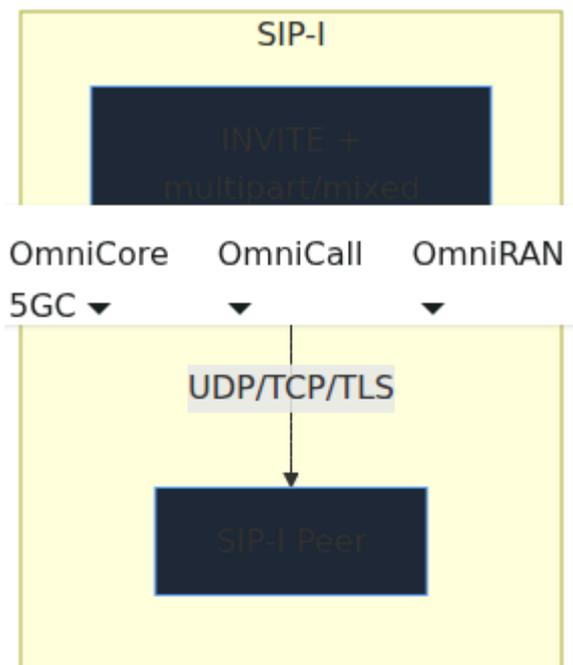 SIP-I
INVITE +
multipart/mixed
OmniCore OmniCall OmniRAN
5GC
UDP/TCP/TLS
SIP-I Peer